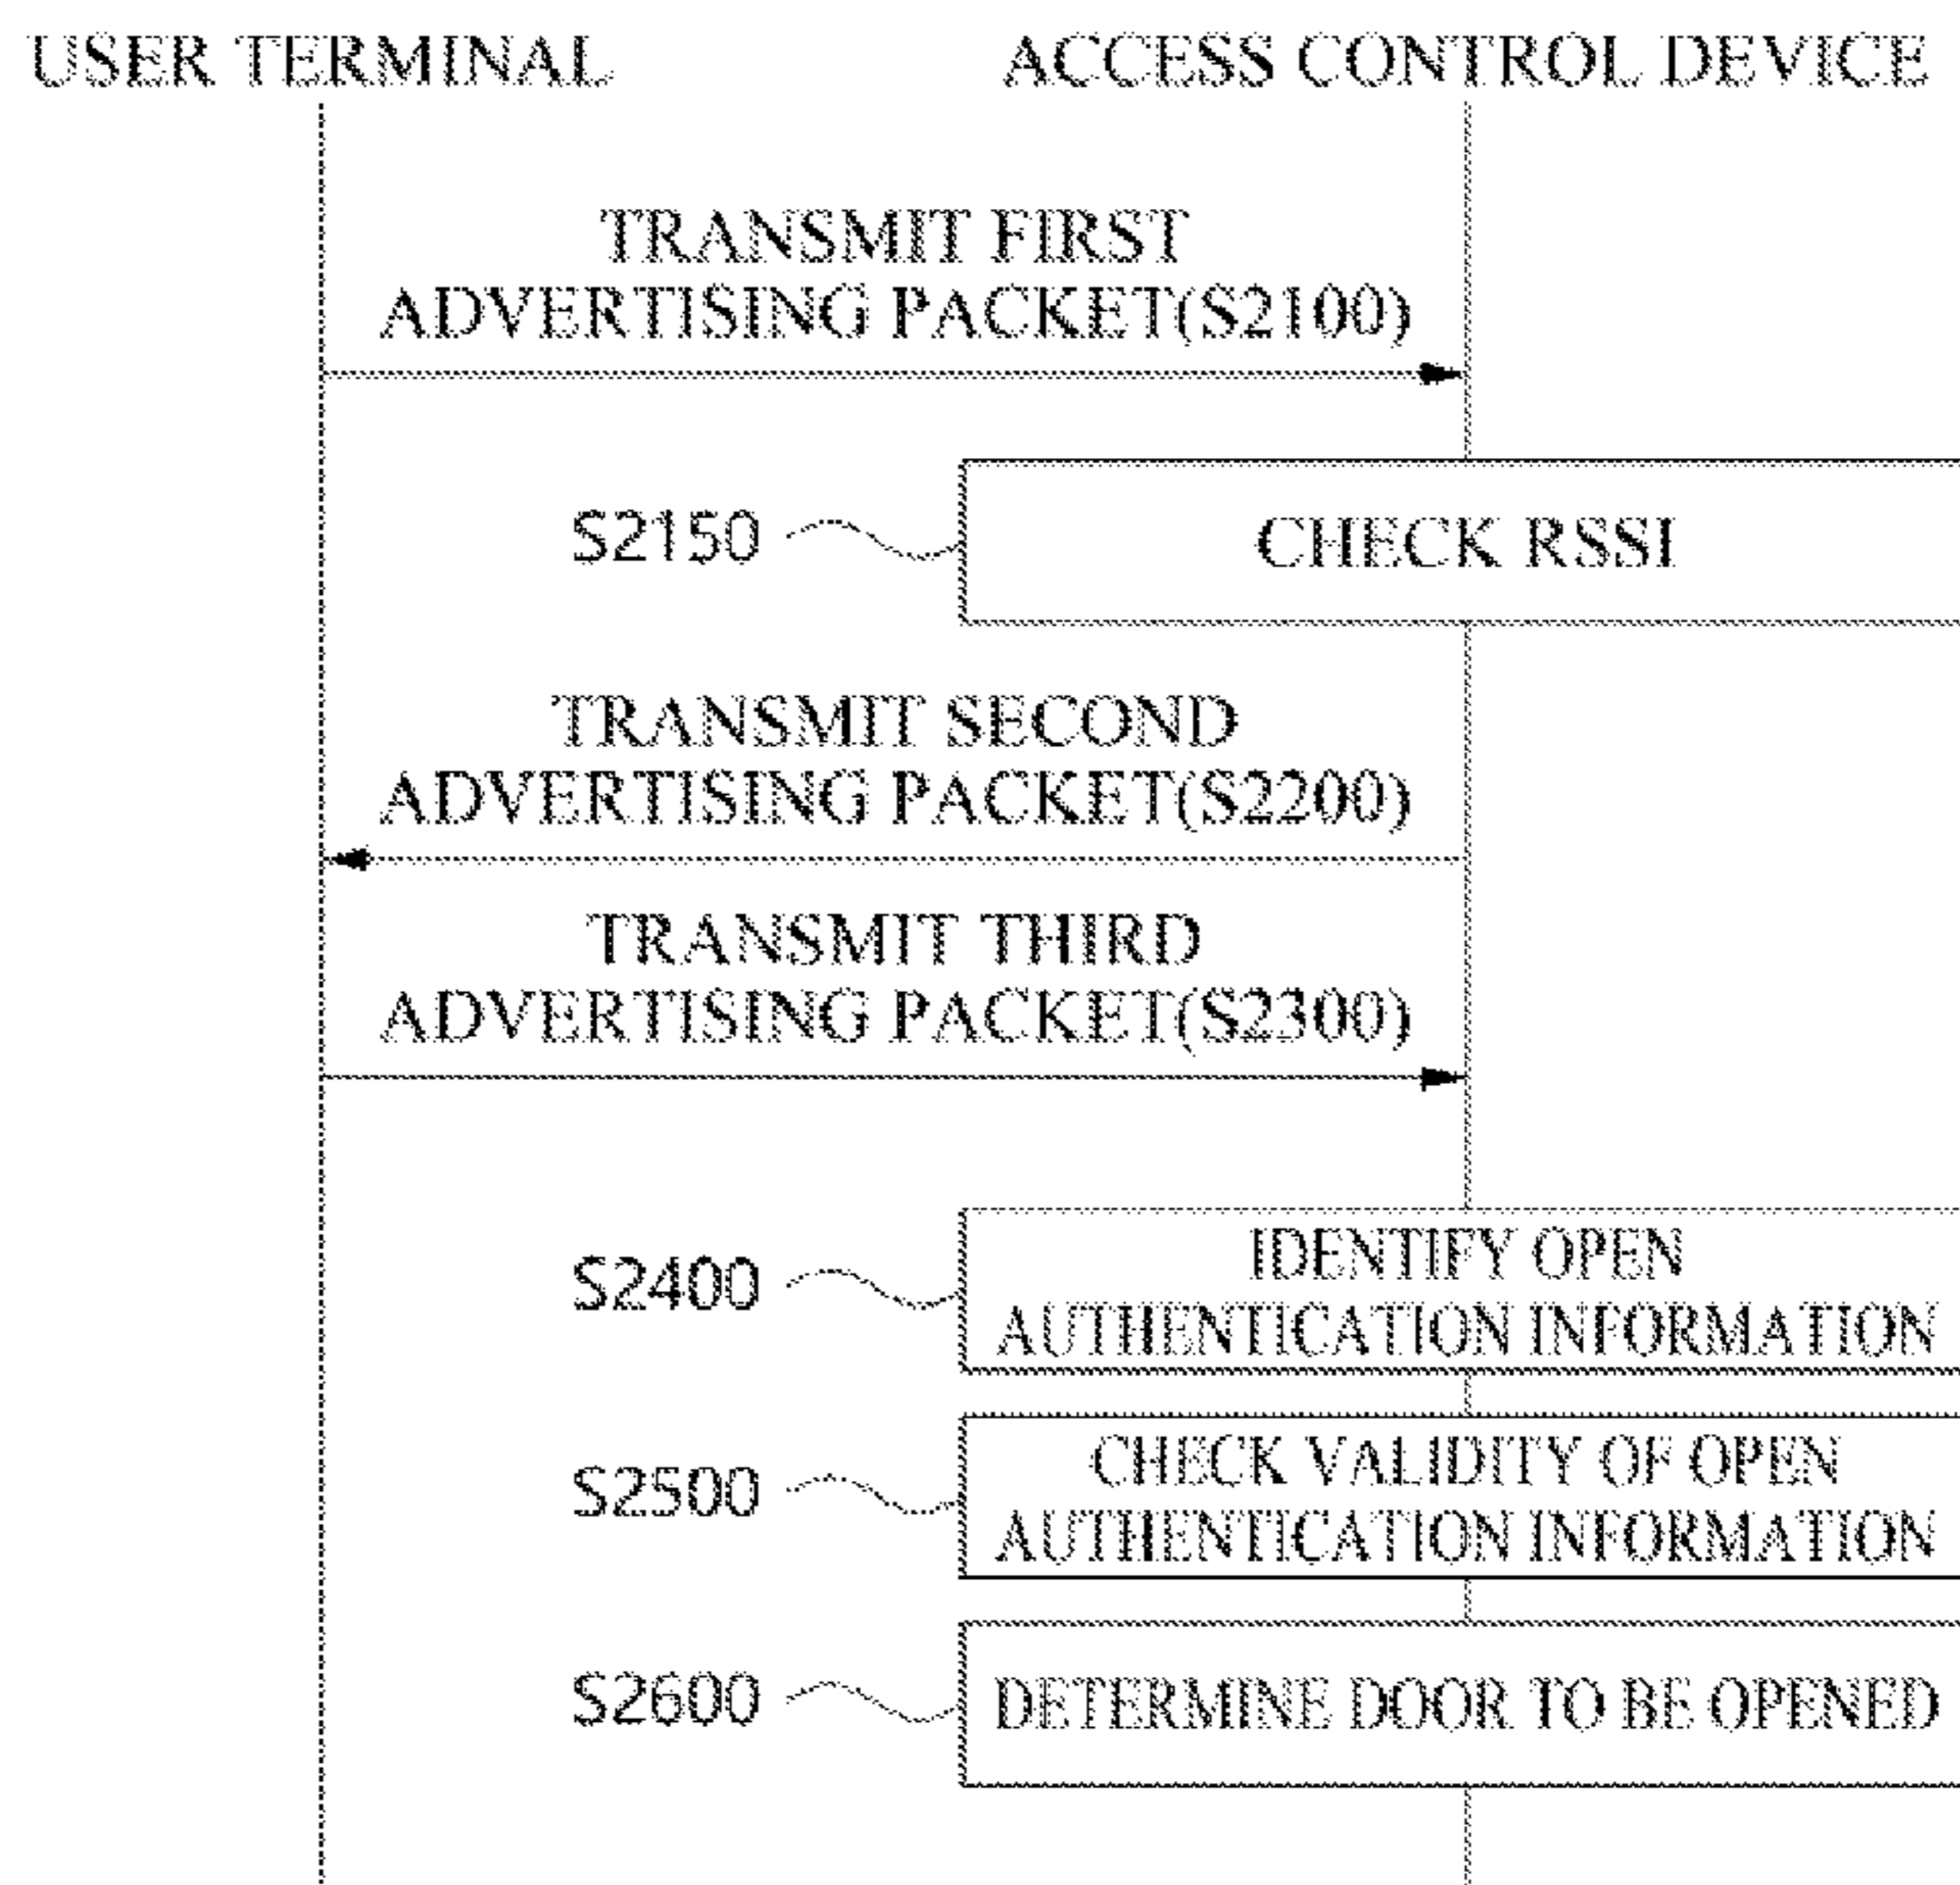 USER TERMINAL
ACCESS CONTROL DEVICE
TRANSMIT FIRST
ADVERTISING PACKET(S2100)
S2150
CHECK RSSI
TRANSMIT SECOND
ADVERTISING PACKET(S2200)
TRANSMIT THIRD
ADVERTISING PACKET(S2300)
S2400
IDENTIFY OPEN
AUTHENTICATION INFORMATION
S2500
CHECK VALIDITY OF OPEN
AUTHENTICATION INFORMATION
S2600
DETERMINE DOOR TO BE OPENED